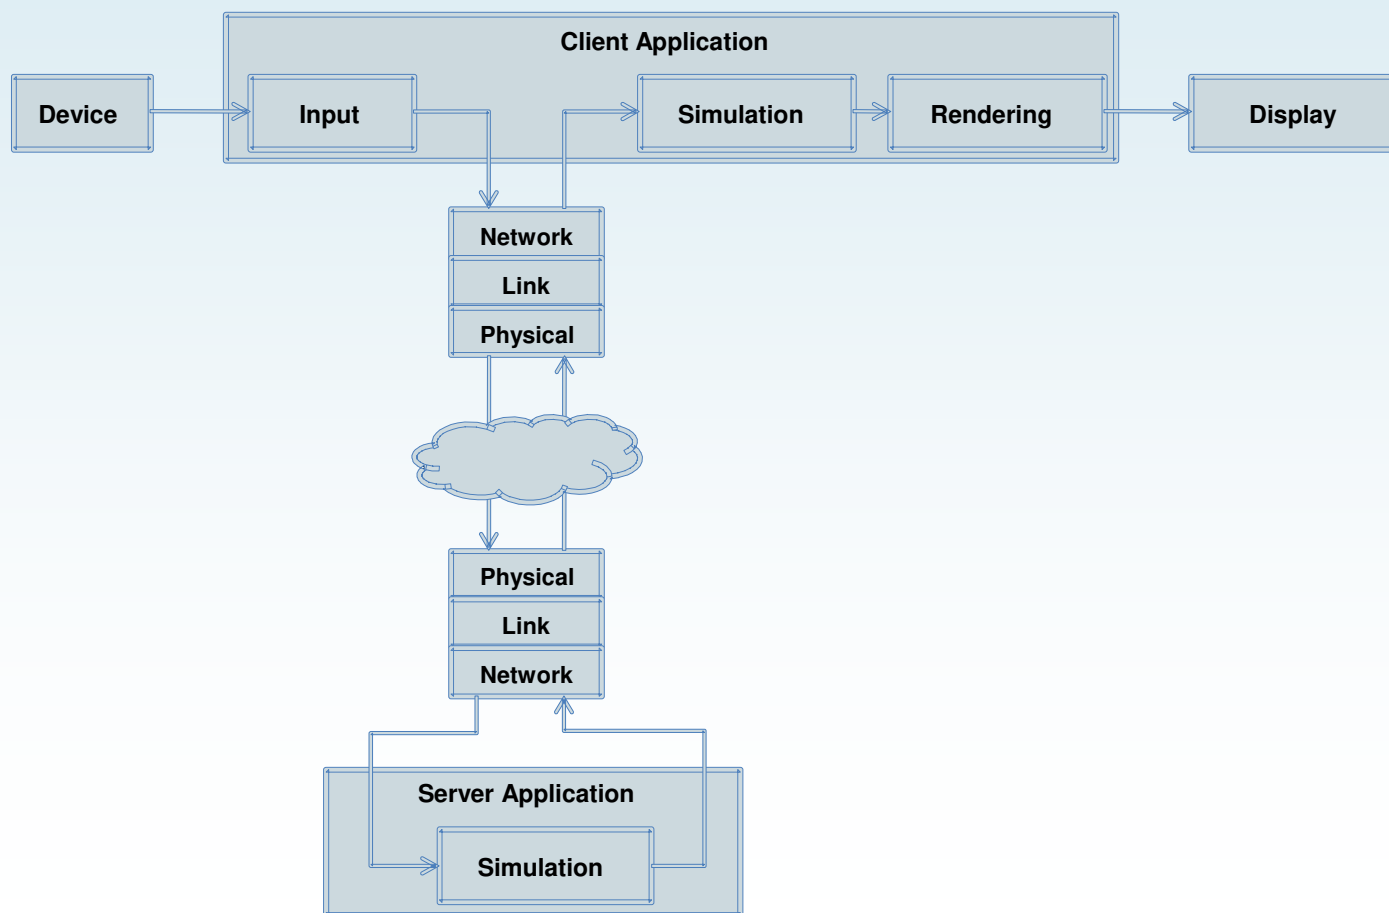 Client Application
Device
Input
Simulation
Rendering
Display
Network
Link
Physical
Physical
Link
Network
Server Application
Simulation